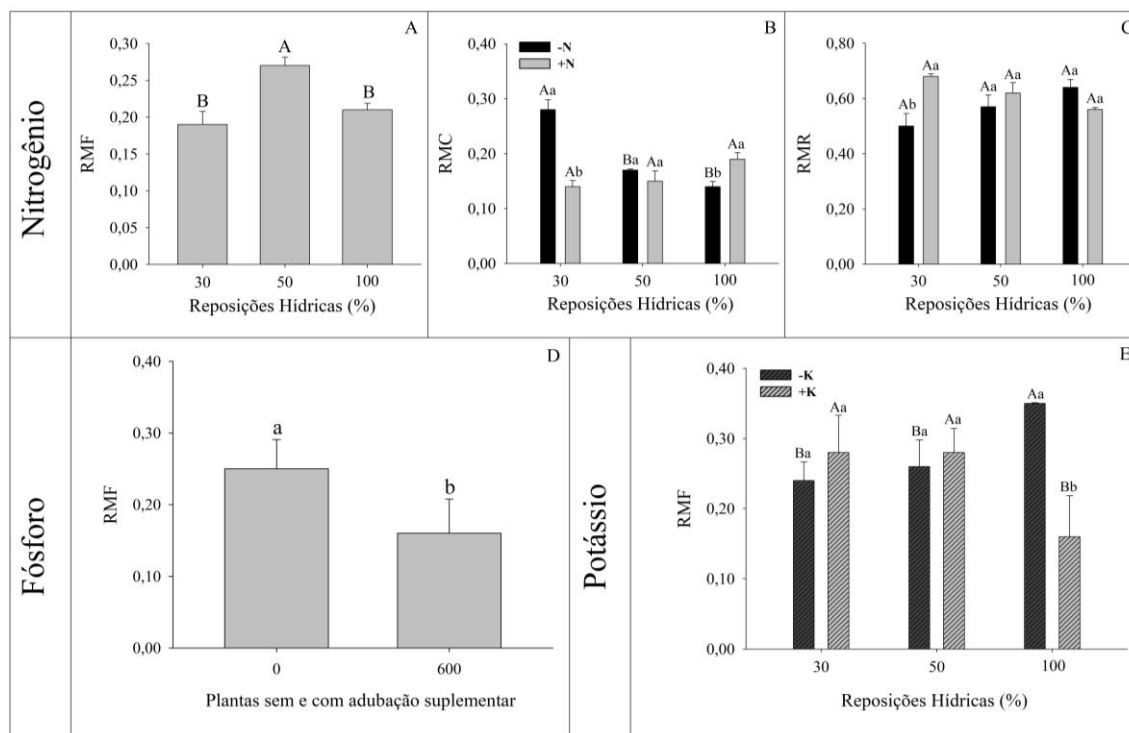 Nitrogênio
A
RMF
0,30
0,25
0,20
0,15
0,10
0,05
0,00
B
A
B
30
50
100
Reposições Hídricas (%)
B
-N
+N
RMC
0,40
0,30
0,20
0,10
0,00
Aa
Ab
Ba
Aa
Bb
Aa
30
50
100
Reposições Hídricas (%)
C
RMR
0,80
0,60
0,40
0,20
0,00
Ab
Aa
Aa
Aa
Aa
Aa
30
50
100
Reposições Hídricas (%)
Fósforo
D
RMF
0,40
0,30
0,20
0,10
0,00
a
b
0
600
Plantas sem e com adubação suplementar
Potássio
E
-K
+K
RMF
0,40
0,30
0,20
0,10
0,00
Ba
Aa
Ba
Aa
Aa
Bb
30
50
100
Reposições Hídricas (%)